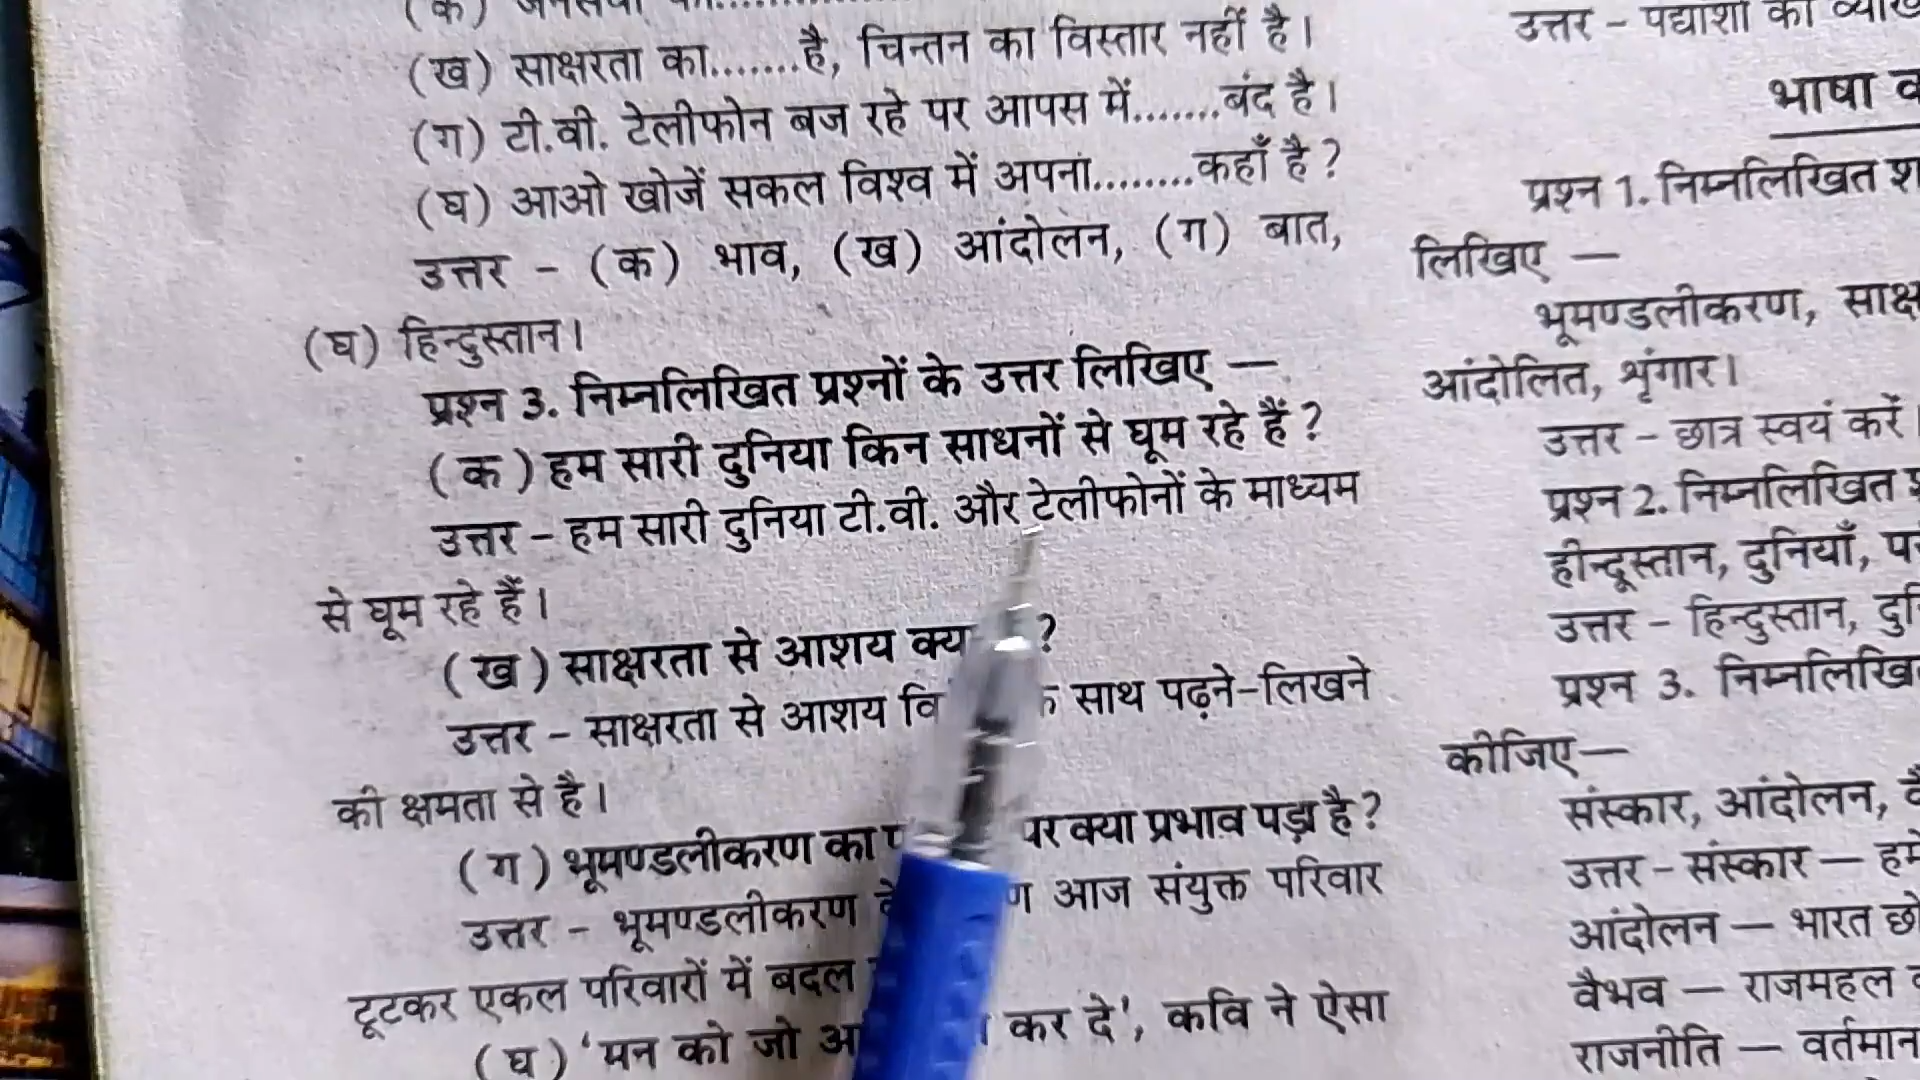 (ख) साक्षरता का.......है, चिन्तन का विस्तार नहीं है।
(ग) टी.वी. टेलीफोन बज रहे पर आपस में.......बंद है।
(घ) आओ खोजें सकल विश्व में अपना........कहाँ है ?
उत्तर - (क) भाव, (ख) आंदोलन, (ग) बात,
(घ) हिन्दुस्तान।
प्रश्न 3. निम्नलिखित प्रश्नों के उत्तर लिखिए —
(क) हम सारी दुनिया किन साधनों से घूम रहे हैं ?
उत्तर - हम सारी दुनिया टी.वी. और टेलीफोनों के माध्यम
से घूम रहे हैं।
(ख) साक्षरता से आशय ?
उत्तर - साक्षरता से आशय साथ पढ़ने-लिखने
की क्षमता से है।
(ग) भूमण्डलीकरण का पर क्या प्रभाव पड़ा है ?
उत्तर - भूमण्डलीकरण आज संयुक्त परिवार
टूटकर एकल परिवारों में बदल
(घ) 'मन को जो कर दे', कवि ने ऐसा
उत्तर - पद्यांशों की
भाषा
प्रश्न 1. निम्नलिखित
लिखिए —
भूमण्डलीकरण,
आंदोलित, शृंगार।
उत्तर - छात्र स्वयं करें।
प्रश्न 2. निम्नलिखित
हीन्दूस्तान, दुनियाँ,
उत्तर - हिन्दुस्तान,
प्रश्न 3.
कीजिए—
संस्कार, आंदोलन,
उत्तर - संस्कार —
आंदोलन — भारत
वैभव — राजमहल
राजनीति — वर्तमान